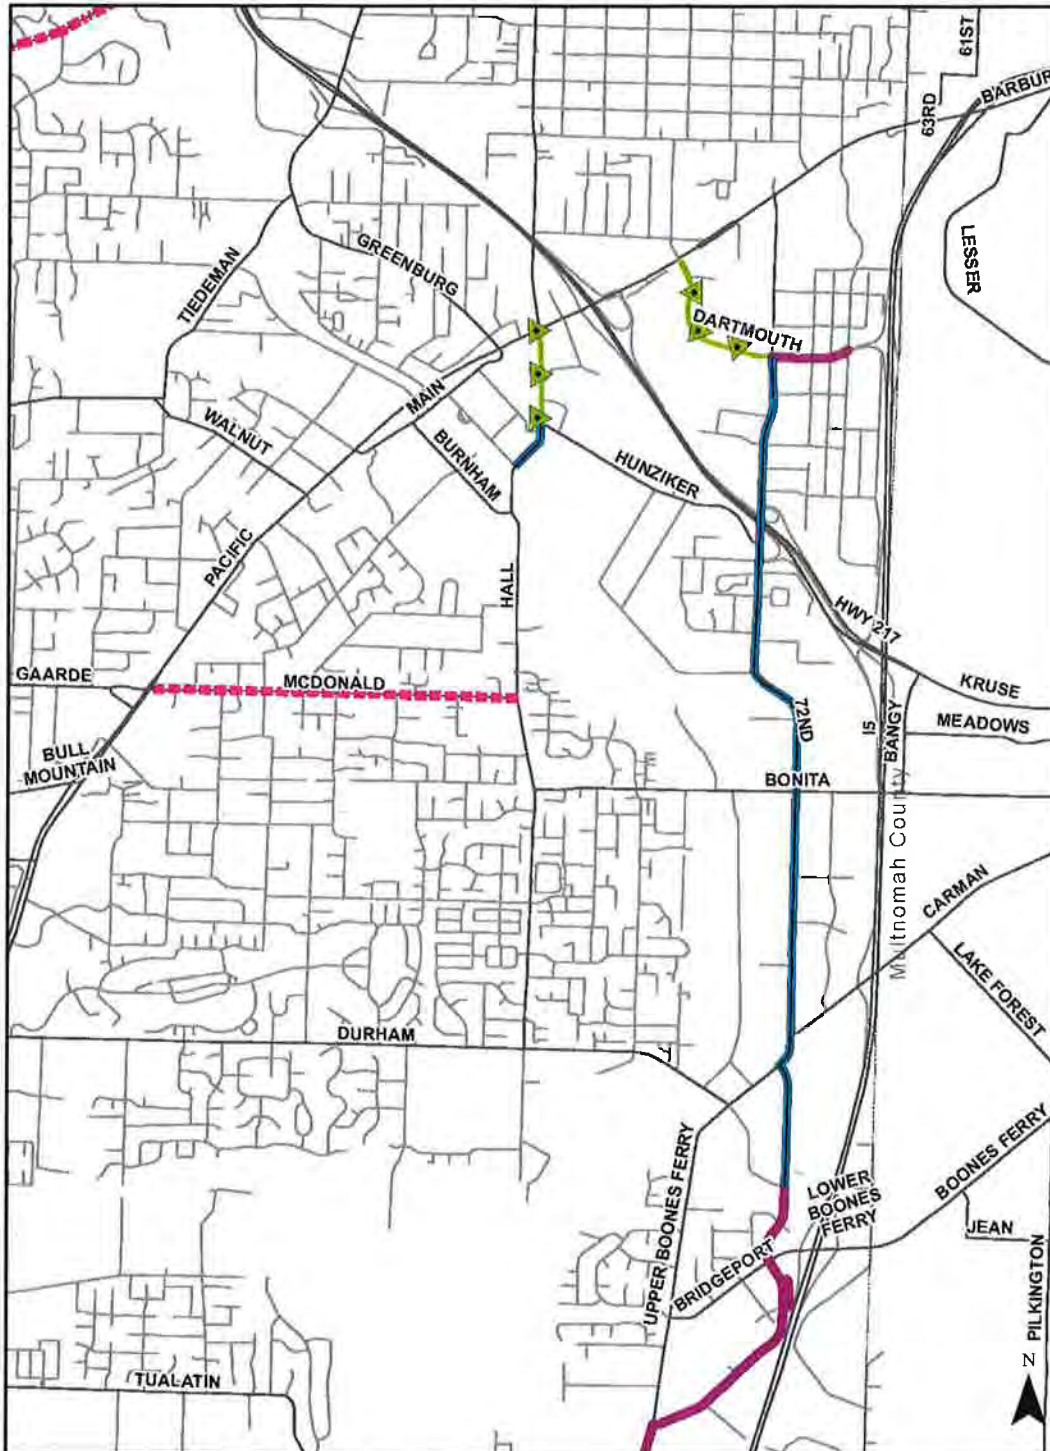 61ST
BARBUR
63RD
LESSER
GREENBURG
TIEDEMAN
DARTMOUTH
MAIN
WALNUT
BURNHAM
HUNZIKER
PACIFIC
HALL
HWY 217
GAARDE
MCDONALD
KRUSE
72ND
I5
BANGY
MEADOWS
BULL
MOUNTAIN
BONITA
Multnomah County
CARMAN
LAKE FOREST
DURHAM
UPPER BOONES FERRY
LOWER
BOONES
FERRY
BOONES FERRY
JEAN
BRIDGEPORT
PILKINGTON
TUALATIN
N